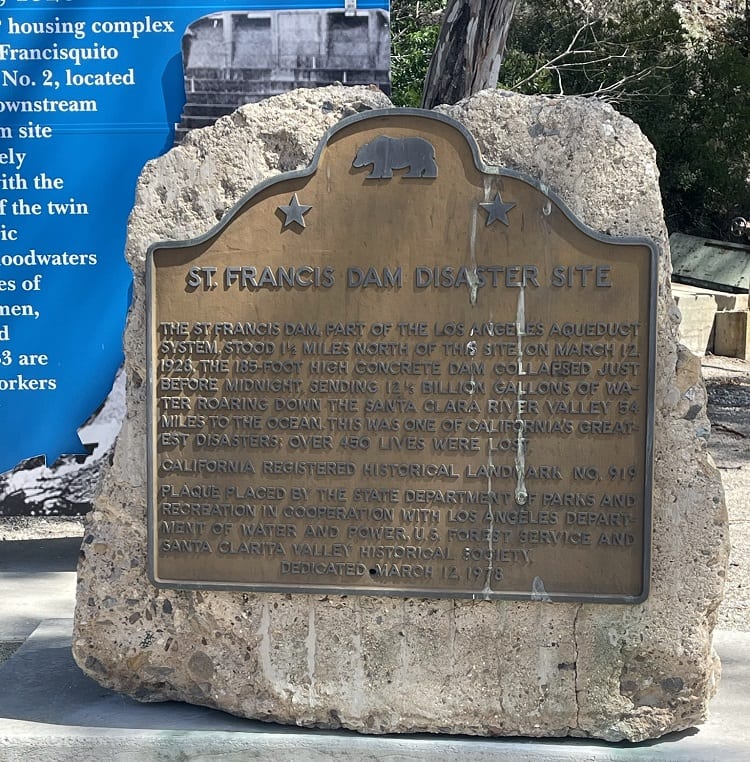 ' housing complex
Francisquito
No. 2, located
ownstream
m site
ely
with the
f the twin
ric
loodwaters
es of
men,
d
53 are
orkers
ST. FRANCIS DAM DISASTER SITE
THE ST. FRANCIS DAM, PART OF THE LOS ANGELES AQUEDUCT
SYSTEM, STOOD 1½ MILES NORTH OF THIS SITE. ON MARCH 12,
1928, THE 185-FOOT HIGH CONCRETE DAM COLLAPSED JUST
BEFORE MIDNIGHT, SENDING 12½ BILLION GALLONS OF WA-
TER ROARING DOWN THE SANTA CLARA RIVER VALLEY 54
MILES TO THE OCEAN. THIS WAS ONE OF CALIFORNIA'S GREAT-
EST DISASTERS; OVER 450 LIVES WERE LOST.
CALIFORNIA REGISTERED HISTORICAL LANDMARK NO. 919
PLAQUE PLACED BY THE STATE DEPARTMENT OF PARKS AND
RECREATION IN COOPERATION WITH LOS ANGELES DEPART-
MENT OF WATER AND POWER, U.S. FOREST SERVICE AND
SANTA CLARITA VALLEY HISTORICAL SOCIETY.
DEDICATED MARCH 12, 1978